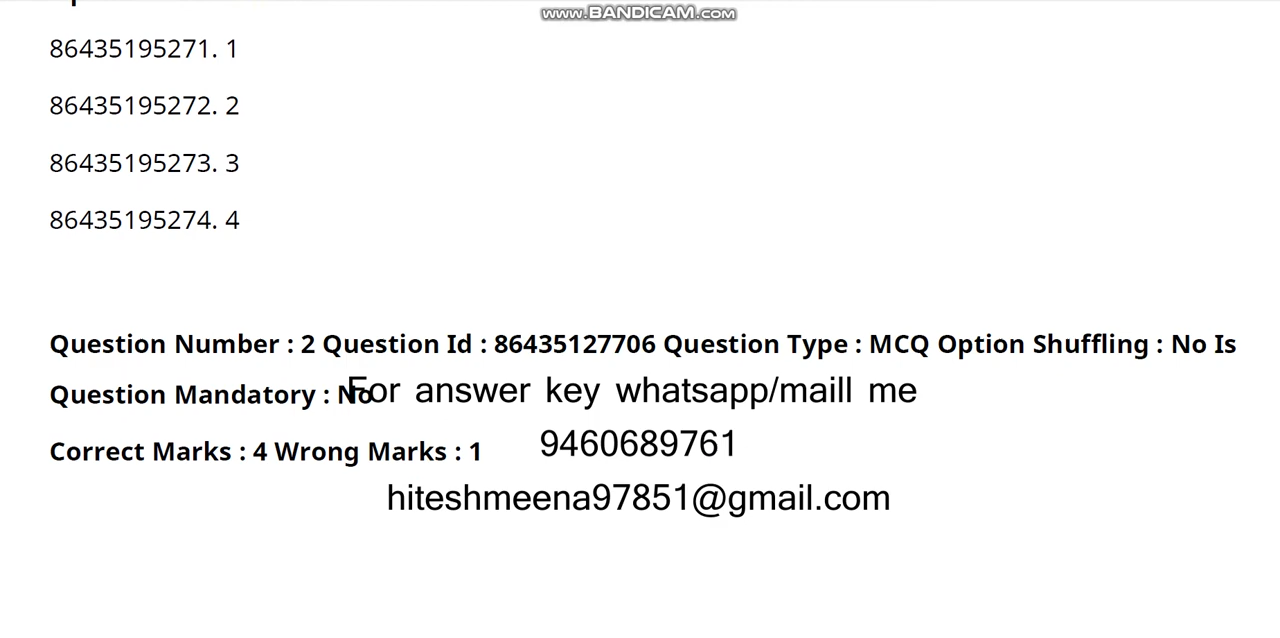 www.BANDICAM.com
86435195271. 1
86435195272. 2
86435195273. 3
86435195274. 4
Question Number : 2 Question Id : 86435127706 Question Type : MCQ Option Shuffling : No Is
Question Mandatory : No
For answer key whatsapp/maill me
Correct Marks : 4 Wrong Marks : 1
9460689761
hiteshmeena97851@gmail.com